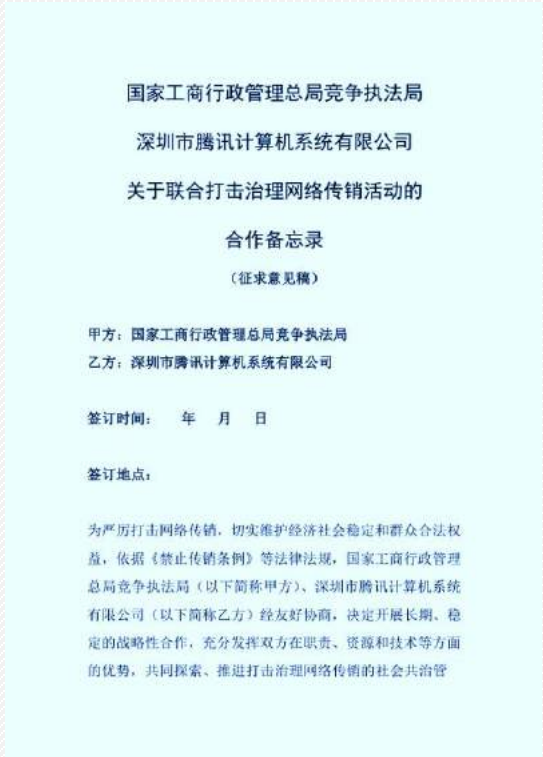 国家工商行政管理总局竞争执法局
深圳市腾讯计算机系统有限公司
关于联合打击治理网络传销活动的
合作备忘录
（征求意见稿）
甲方：国家工商行政管理总局竞争执法局
乙方：深圳市腾讯计算机系统有限公司
签订时间：　　年　月　日
签订地点：
为严厉打击网络传销，切实维护经济社会稳定和群众合法权
益，依据《禁止传销条例》等法律法规，国家工商行政管理
总局竞争执法局（以下简称甲方）、深圳市腾讯计算机系统
有限公司（以下简称乙方）经友好协商，决定开展长期、稳
定的战略性合作，充分发挥双方在职责、资源和技术等方面
的优势，共同探索、推进打击治理网络传销的社会共治管